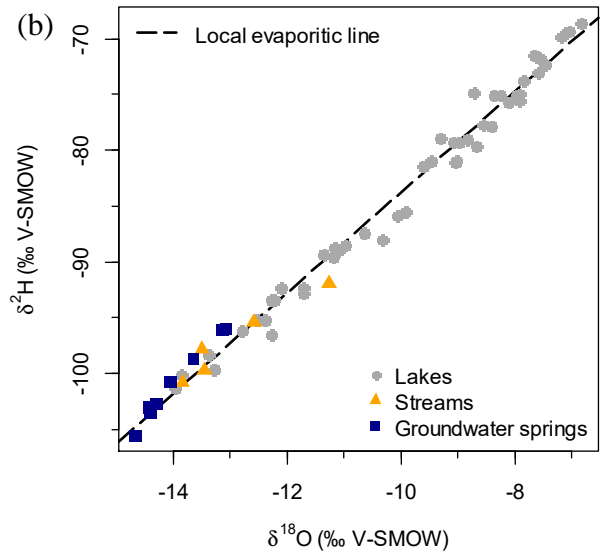 (b)
Local evaporitic line
-70
-80
-90
-100
δ²H (‰ V-SMOW)
Lakes
Streams
Groundwater springs
-14
-12
-10
-8
δ¹⁸O (‰ V-SMOW)